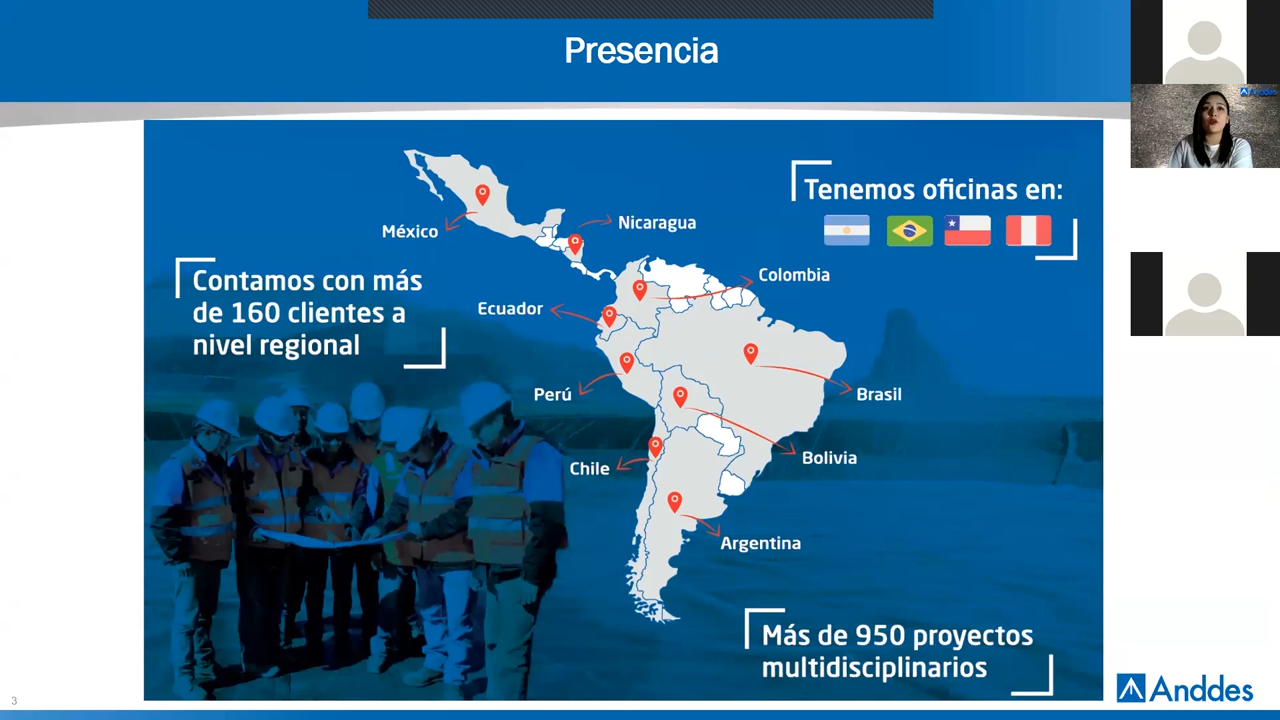 Presencia
Anddes
Tenemos oficinas en:
México
Nicaragua
Contamos con más
de 160 clientes a
nivel regional
Colombia
Ecuador
Perú
Brasil
Bolivia
Chile
Argentina
Más de 950 proyectos
multidisciplinarios
Anddes
3